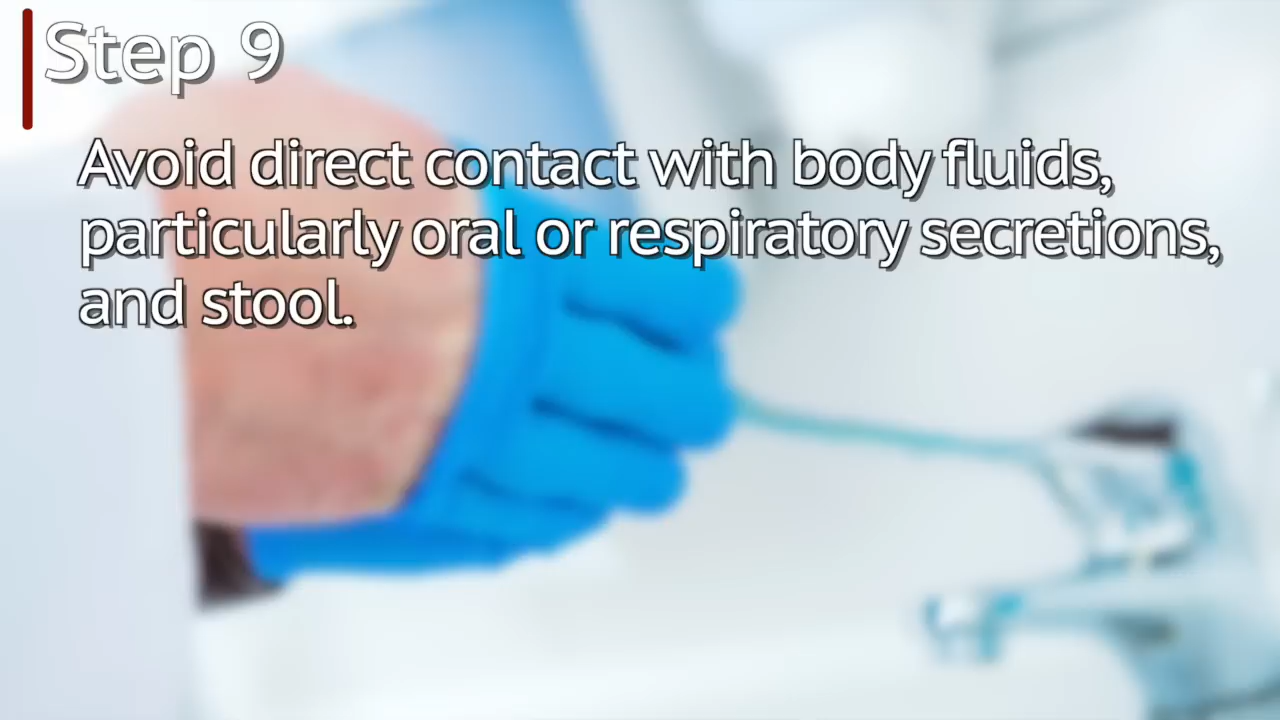 Step 9
Avoid direct contact with body fluids,
particularly oral or respiratory secretions,
and stool.